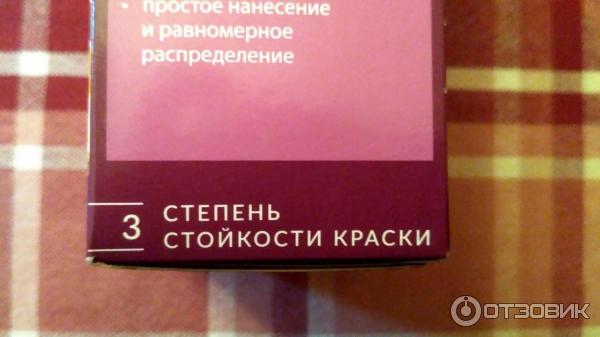 • простое нанесение
и равномерное
распределение
3 СТЕПЕНЬ
СТОЙКОСТИ КРАСКИ
ОТЗОВИК